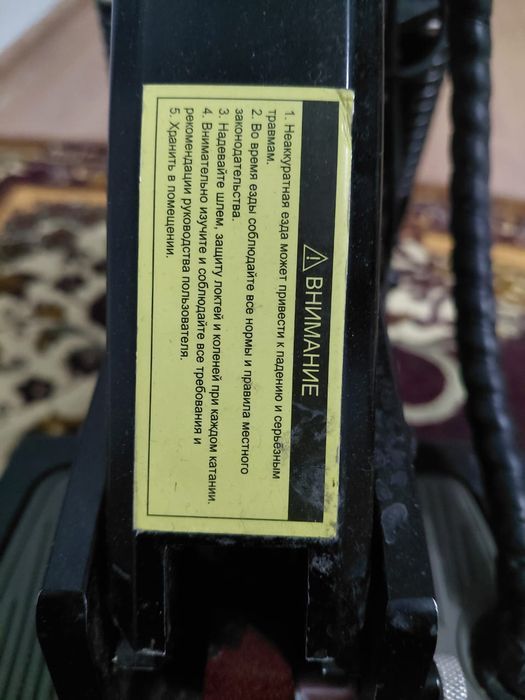 ⚠ ВНИМАНИЕ
1. Неаккуратная езда может привести к падению и серьёзным
травмам.
2. Во время езды соблюдайте все нормы и правила местного
законодательства.
3. Надевайте шлем, защиту локтей и коленей при каждом катании.
4. Внимательно изучите и соблюдайте все требования и
рекомендации руководства пользователя.
5. Хранить в помещении.